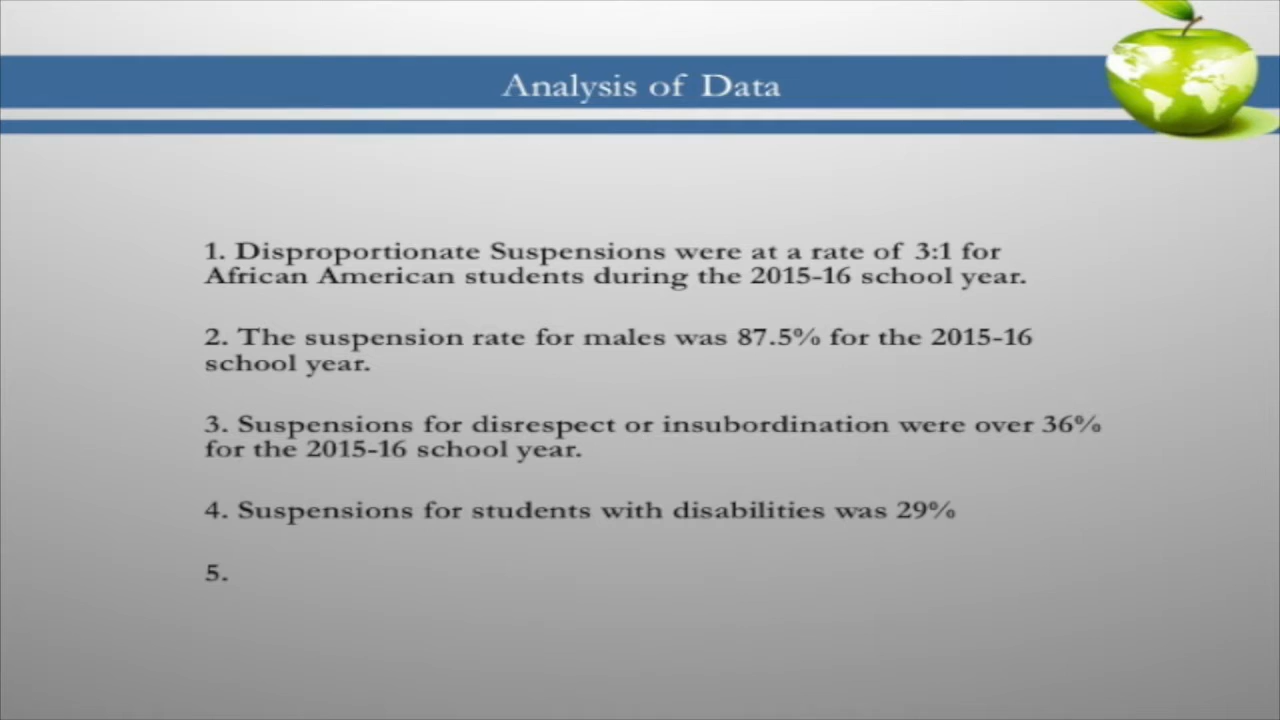 Analysis of Data
1. Disproportionate Suspensions were at a rate of 3:1 for
African American students during the 2015-16 school year.
2. The suspension rate for males was 87.5% for the 2015-16
school year.
3. Suspensions for disrespect or insubordination were over 36%
for the 2015-16 school year.
4. Suspensions for students with disabilities was 29%
5.